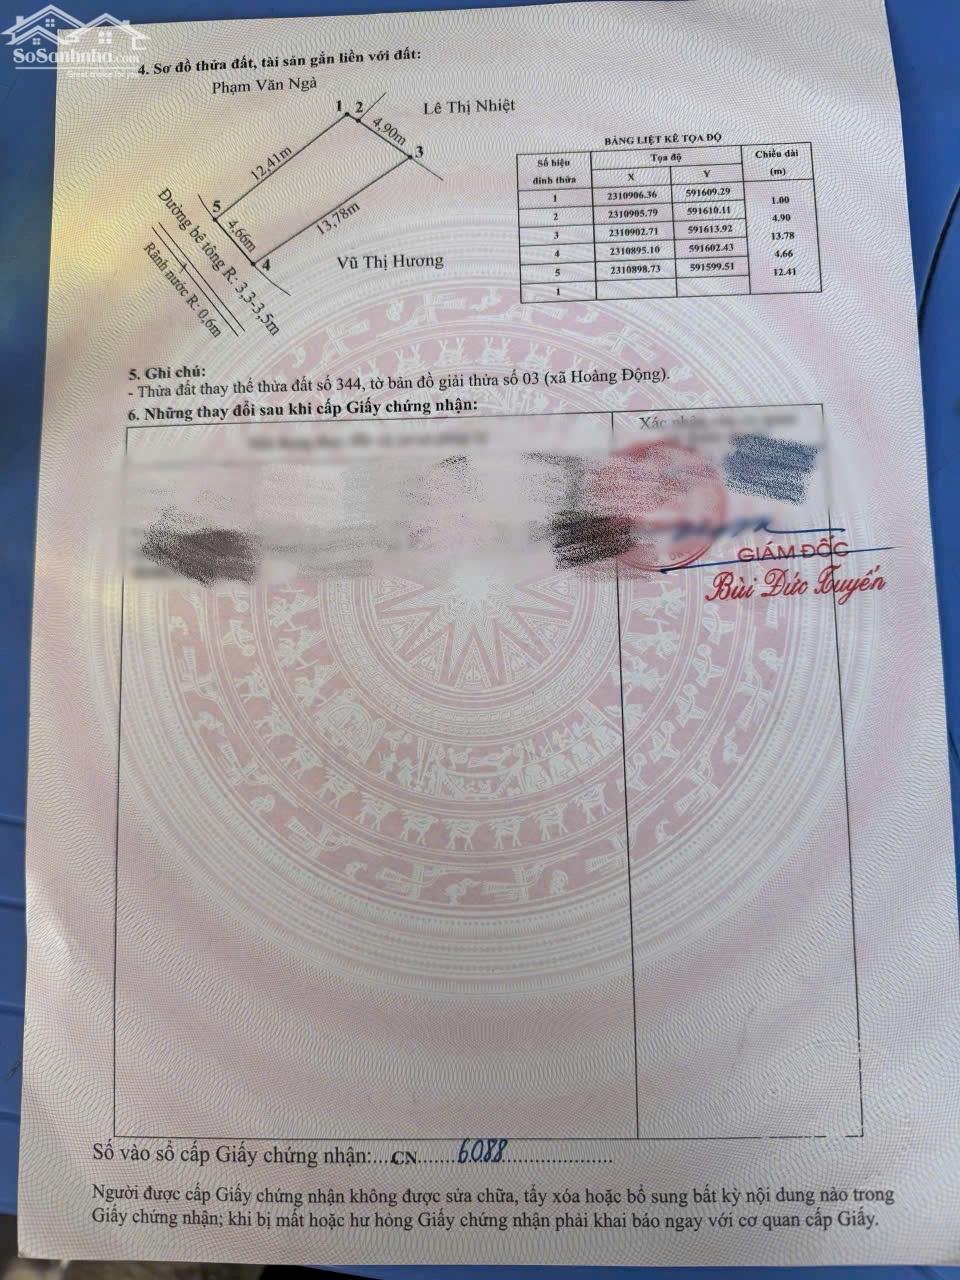 SoSanhnha.com
Great choice for you
4. Sơ đồ thửa đất, tài sản gắn liền với đất:
Phạm Văn Ngà
Lê Thị Nhiệt
1 2
4,90m
3
12,41m
13,78m
5
4,66m
4
Vũ Thị Hương
Đường bê tông R: 3,3-3,5m
Rãnh nước R: 0,6m
BẢNG LIỆT KÊ TỌA ĐỘ
Số hiệu đỉnh thửa Tọa độ Chiều dài (m)
X Y
1 2310906.36 591609.29
1.00
2 2310905.79 591610.11
4.90
3 2310902.71 591613.92
13.78
4 2310895.10 591602.43
4.66
5 2310898.73 591599.51
12.41
1
5. Ghi chú:
- Thửa đất thay thế thửa đất số 344, tờ bản đồ giải thửa số 03 (xã Hoàng Động).
6. Những thay đổi sau khi cấp Giấy chứng nhận:
Xác nhận
GIÁM ĐỐC
Bùi Đức Tuyến
Số vào sổ cấp Giấy chứng nhận:...CN.......6088......................
Người được cấp Giấy chứng nhận không được sửa chữa, tẩy xóa hoặc bổ sung bất kỳ nội dung nào trong
Giấy chứng nhận; khi bị mất hoặc hư hỏng Giấy chứng nhận phải khai báo ngay với cơ quan cấp Giấy.